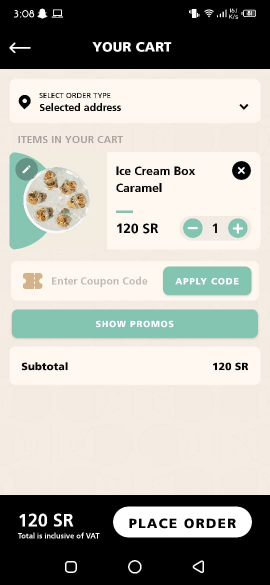 3:08
YOUR CART
SELECT ORDER TYPE
Selected address
ITEMS IN YOUR CART
Ice Cream Box
Caramel
120 SR
1
Enter Coupon Code
APPLY CODE
SHOW PROMOS
Subtotal
120 SR
120 SR
Total is inclusive of VAT
PLACE ORDER